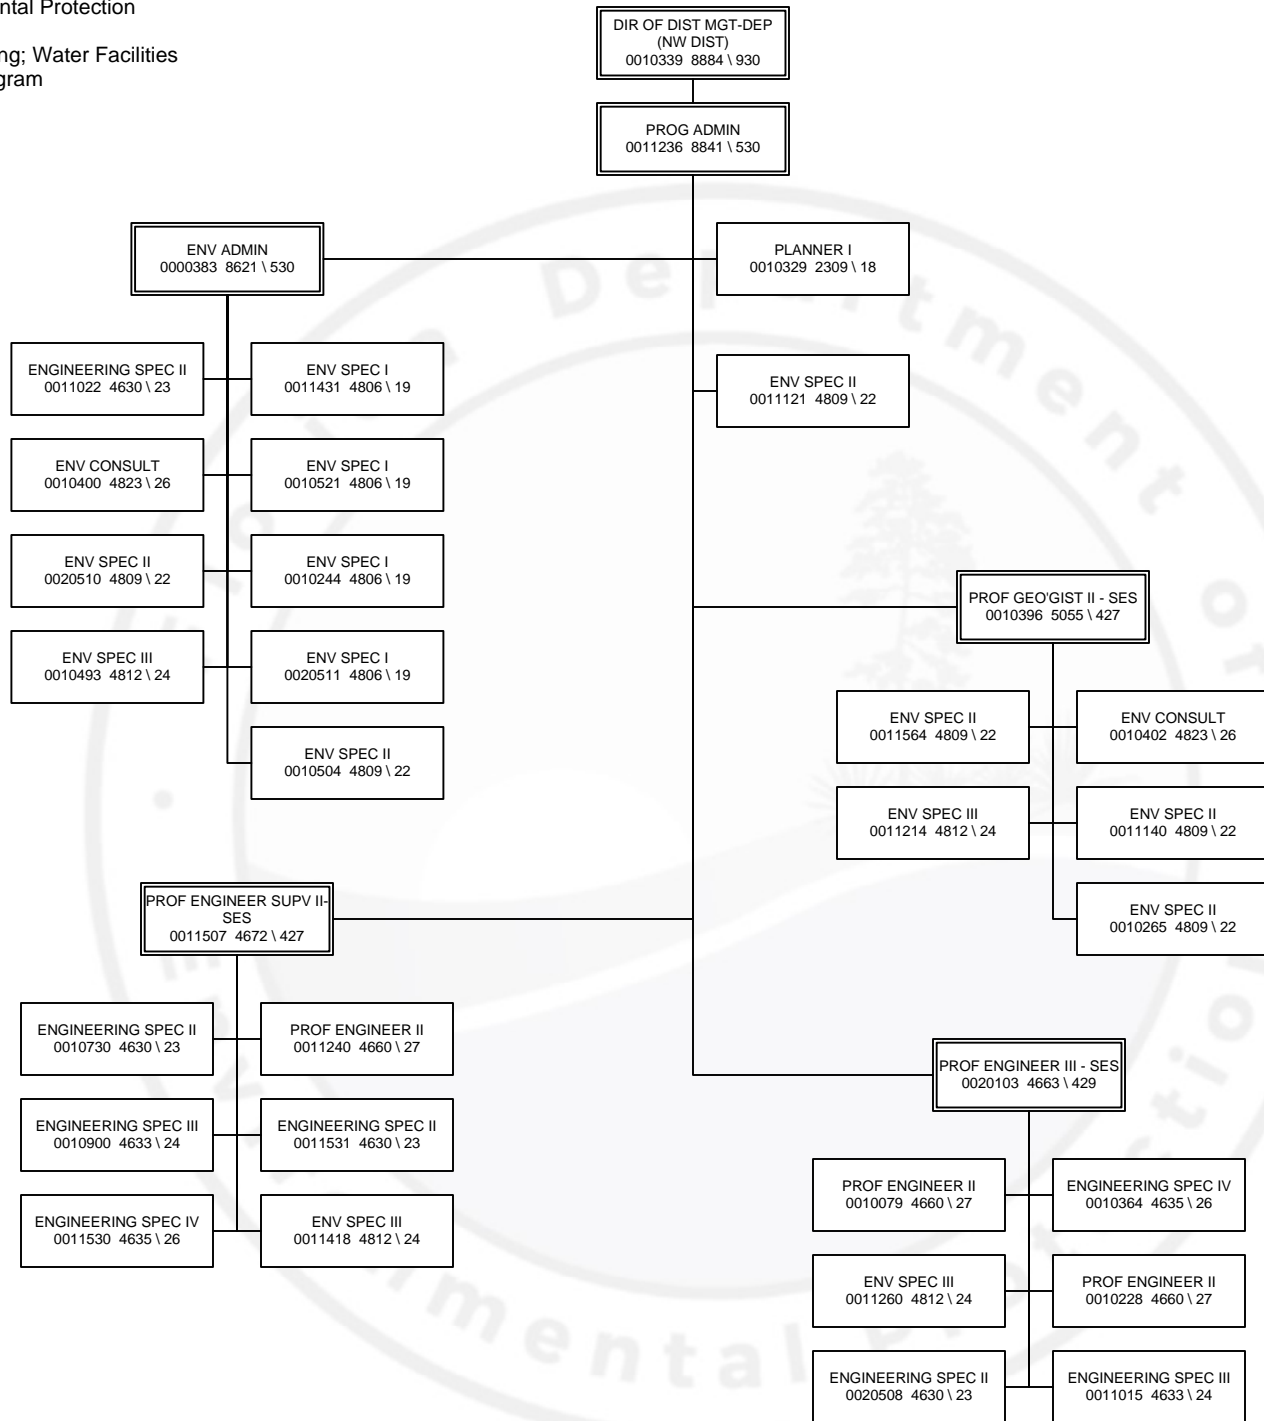 ntal Protection
ng; Water Facilities
gram
DIR OF DIST MGT-DEP
(NW DIST)
0010339 8884 \ 930
PROG ADMIN
0011236 8841 \ 530
ENV ADMIN
0000383 8621 \ 530
PLANNER I
0010329 2309 \ 18
ENGINEERING SPEC II
0011022 4630 \ 23
ENV SPEC I
0011431 4806 \ 19
ENV SPEC II
0011121 4809 \ 22
ENV CONSULT
0010400 4823 \ 26
ENV SPEC I
0010521 4806 \ 19
ENV SPEC II
0020510 4809 \ 22
ENV SPEC I
0010244 4806 \ 19
ENV SPEC III
0010493 4812 \ 24
ENV SPEC I
0020511 4806 \ 19
ENV SPEC II
0010504 4809 \ 22
PROF GEO'GIST II - SES
0010396 5055 \ 427
ENV SPEC II
0011564 4809 \ 22
ENV CONSULT
0010402 4823 \ 26
ENV SPEC III
0011214 4812 \ 24
ENV SPEC II
0011140 4809 \ 22
ENV SPEC II
0010265 4809 \ 22
PROF ENGINEER SUPV II-
SES
0011507 4672 \ 427
ENGINEERING SPEC II
0010730 4630 \ 23
PROF ENGINEER II
0011240 4660 \ 27
ENGINEERING SPEC III
0010900 4633 \ 24
ENGINEERING SPEC II
0011531 4630 \ 23
ENGINEERING SPEC IV
0011530 4635 \ 26
ENV SPEC III
0011418 4812 \ 24
PROF ENGINEER III - SES
0020103 4663 \ 429
PROF ENGINEER II
0010079 4660 \ 27
ENGINEERING SPEC IV
0010364 4635 \ 26
ENV SPEC III
0011260 4812 \ 24
PROF ENGINEER II
0010228 4660 \ 27
ENGINEERING SPEC II
0020508 4630 \ 23
ENGINEERING SPEC III
0011015 4633 \ 24